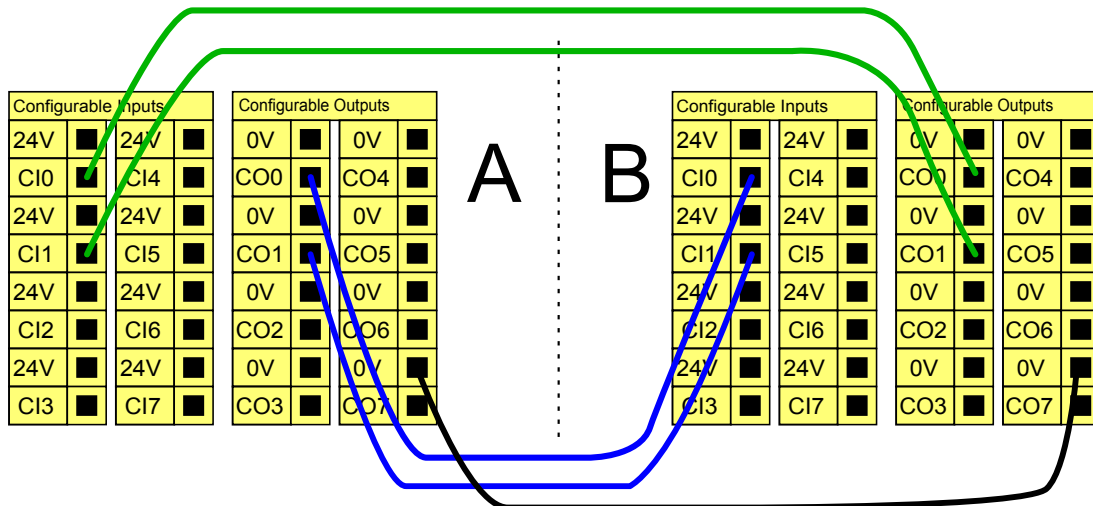 Configurable Inputs
24V 24V
CI0 CI4
24V 24V
CI1 CI5
24V 24V
CI2 CI6
24V 24V
CI3 CI7
Configurable Outputs
0V 0V
CO0 CO4
0V 0V
CO1 CO5
0V 0V
CO2 CO6
0V 0V
CO3 CO7
A
B
Configurable Inputs
24V 24V
CI0 CI4
24V 24V
CI1 CI5
24V 24V
CI2 CI6
24V 24V
CI3 CI7
Configurable Outputs
0V 0V
CO0 CO4
0V 0V
CO1 CO5
0V 0V
CO2 CO6
0V 0V
CO3 CO7